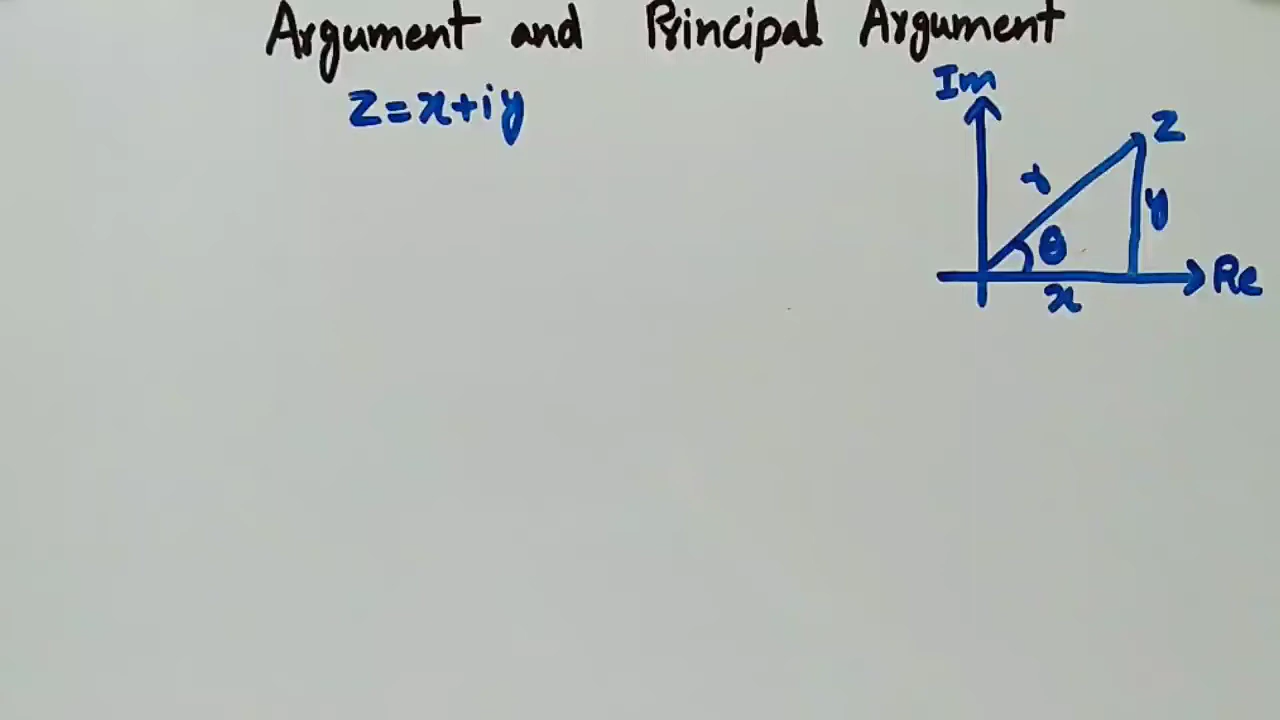 Argument and Principal Argument
z=x+iy
Im
z
r
y
θ
Re
x